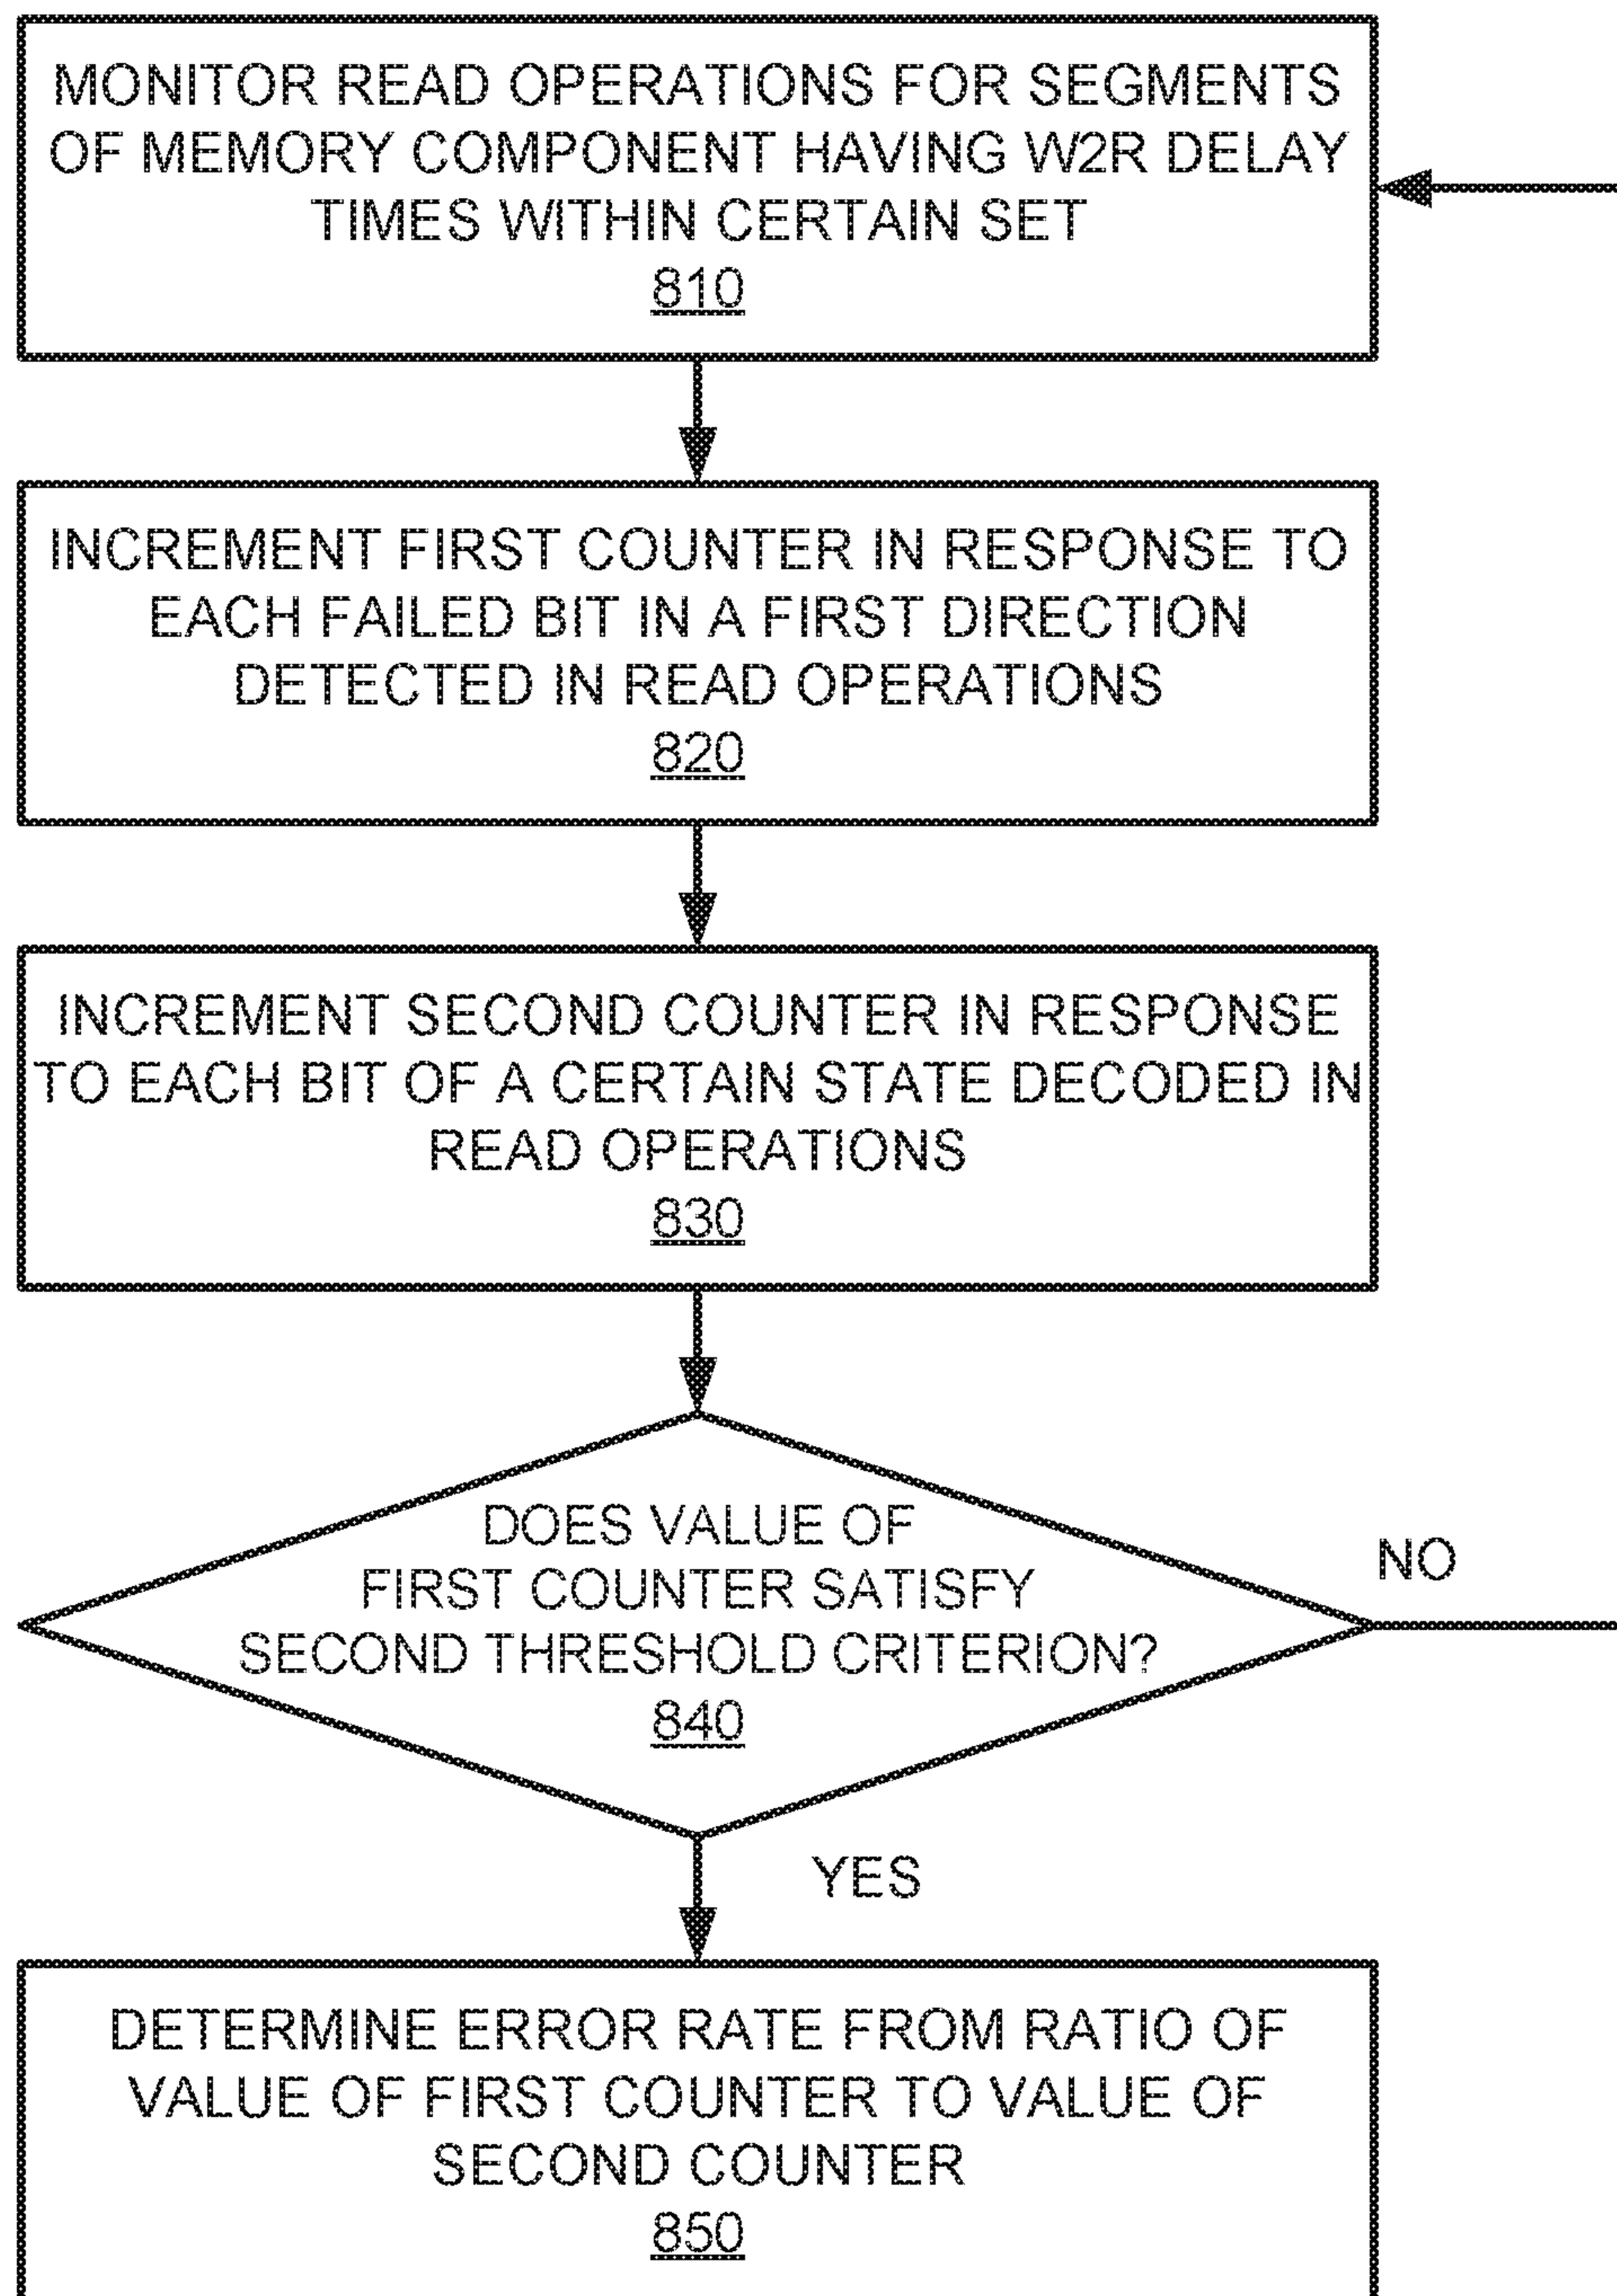 MONITOR READ OPERATIONS FOR SEGMENTS
OF MEMORY COMPONENT HAVING W2R DELAY
TIMES WITHIN CERTAIN SET
810
INCREMENT FIRST COUNTER IN RESPONSE TO
EACH FAILED BIT IN A FIRST DIRECTION
DETECTED IN READ OPERATIONS
820
INCREMENT SECOND COUNTER IN RESPONSE
TO EACH BIT OF A CERTAIN STATE DECODED IN
READ OPERATIONS
830
DOES VALUE OF
FIRST COUNTER SATISFY
SECOND THRESHOLD CRITERION?
840
NO
YES
DETERMINE ERROR RATE FROM RATIO OF
VALUE OF FIRST COUNTER TO VALUE OF
SECOND COUNTER
850